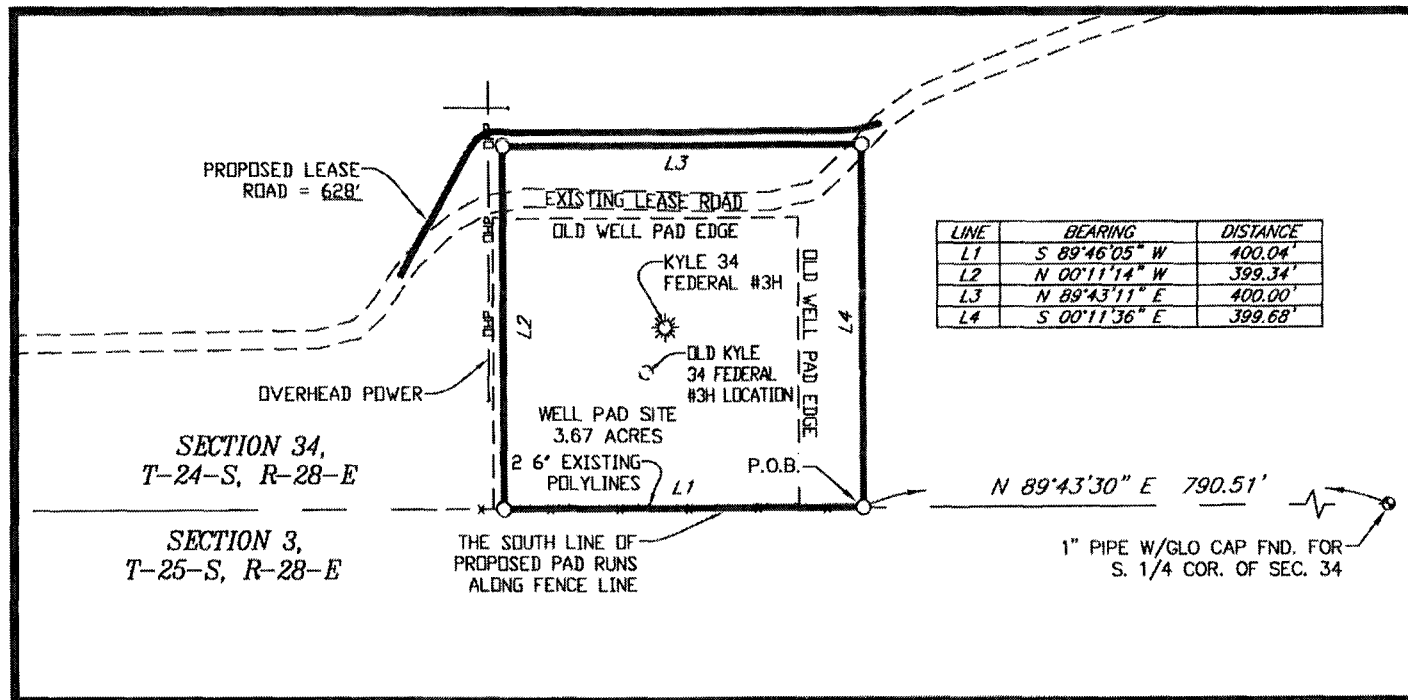 PROPOSED LEASE
ROAD = 628'
OHP
L3
EXISTING LEASE ROAD
OLD WELL PAD EDGE
OHP
KYLE 34
FEDERAL #3H
OLD WELL PAD EDGE
LINE BEARING DISTANCE
L1 S 89°46'05" W 400.04'
L2 N 00°11'14" W 399.34'
L3 N 89°43'11" E 400.00'
L4 S 00°11'36" E 399.68'
L2
L4
OHP
OLD KYLE
34 FEDERAL
#3H LOCATION
OVERHEAD POWER
WELL PAD SITE
3.67 ACRES
SECTION 34,
T-24-S, R-28-E
2 6" EXISTING
POLYLINES
L1
P.O.B.
N 89°43'30" E 790.51'
SECTION 3,
T-25-S, R-28-E
THE SOUTH LINE OF
PROPOSED PAD RUNS
ALONG FENCE LINE
1" PIPE W/GLO CAP FND. FOR
S. 1/4 COR. OF SEC. 34